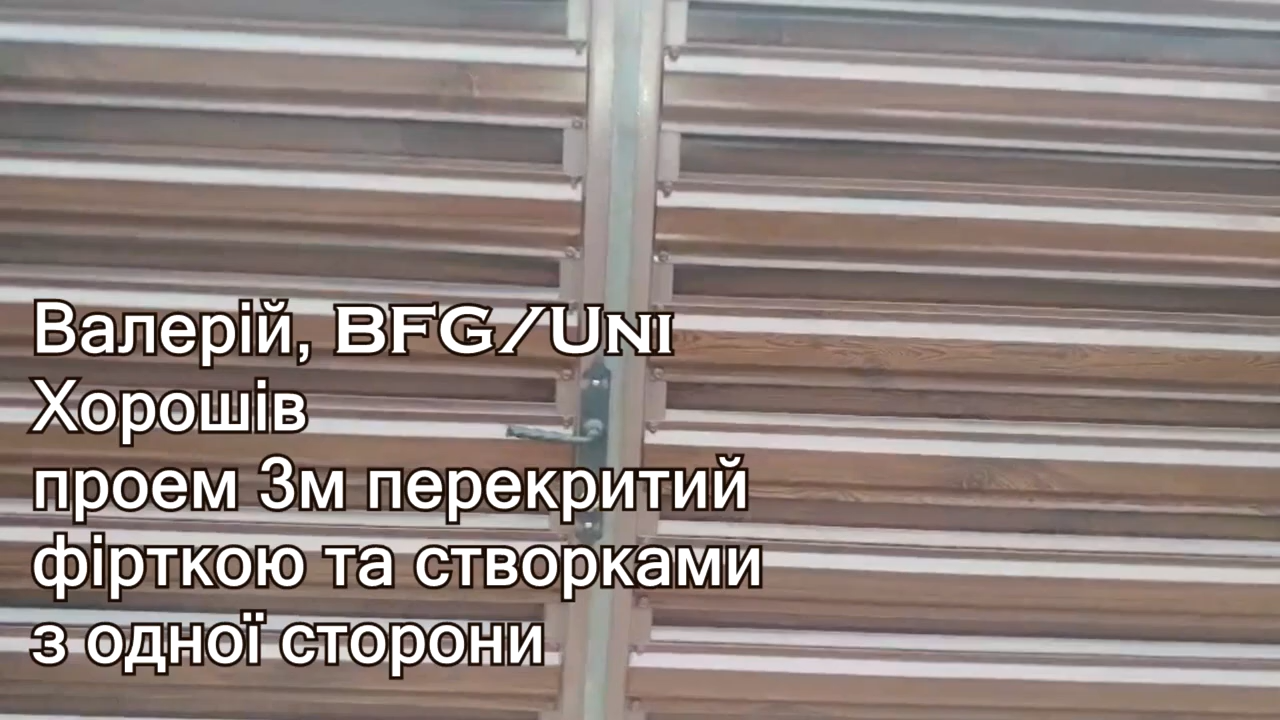 Валерій, BFG/Uni
Хорошів
проем 3м перекритий
фірткою та створками
з одної сторони